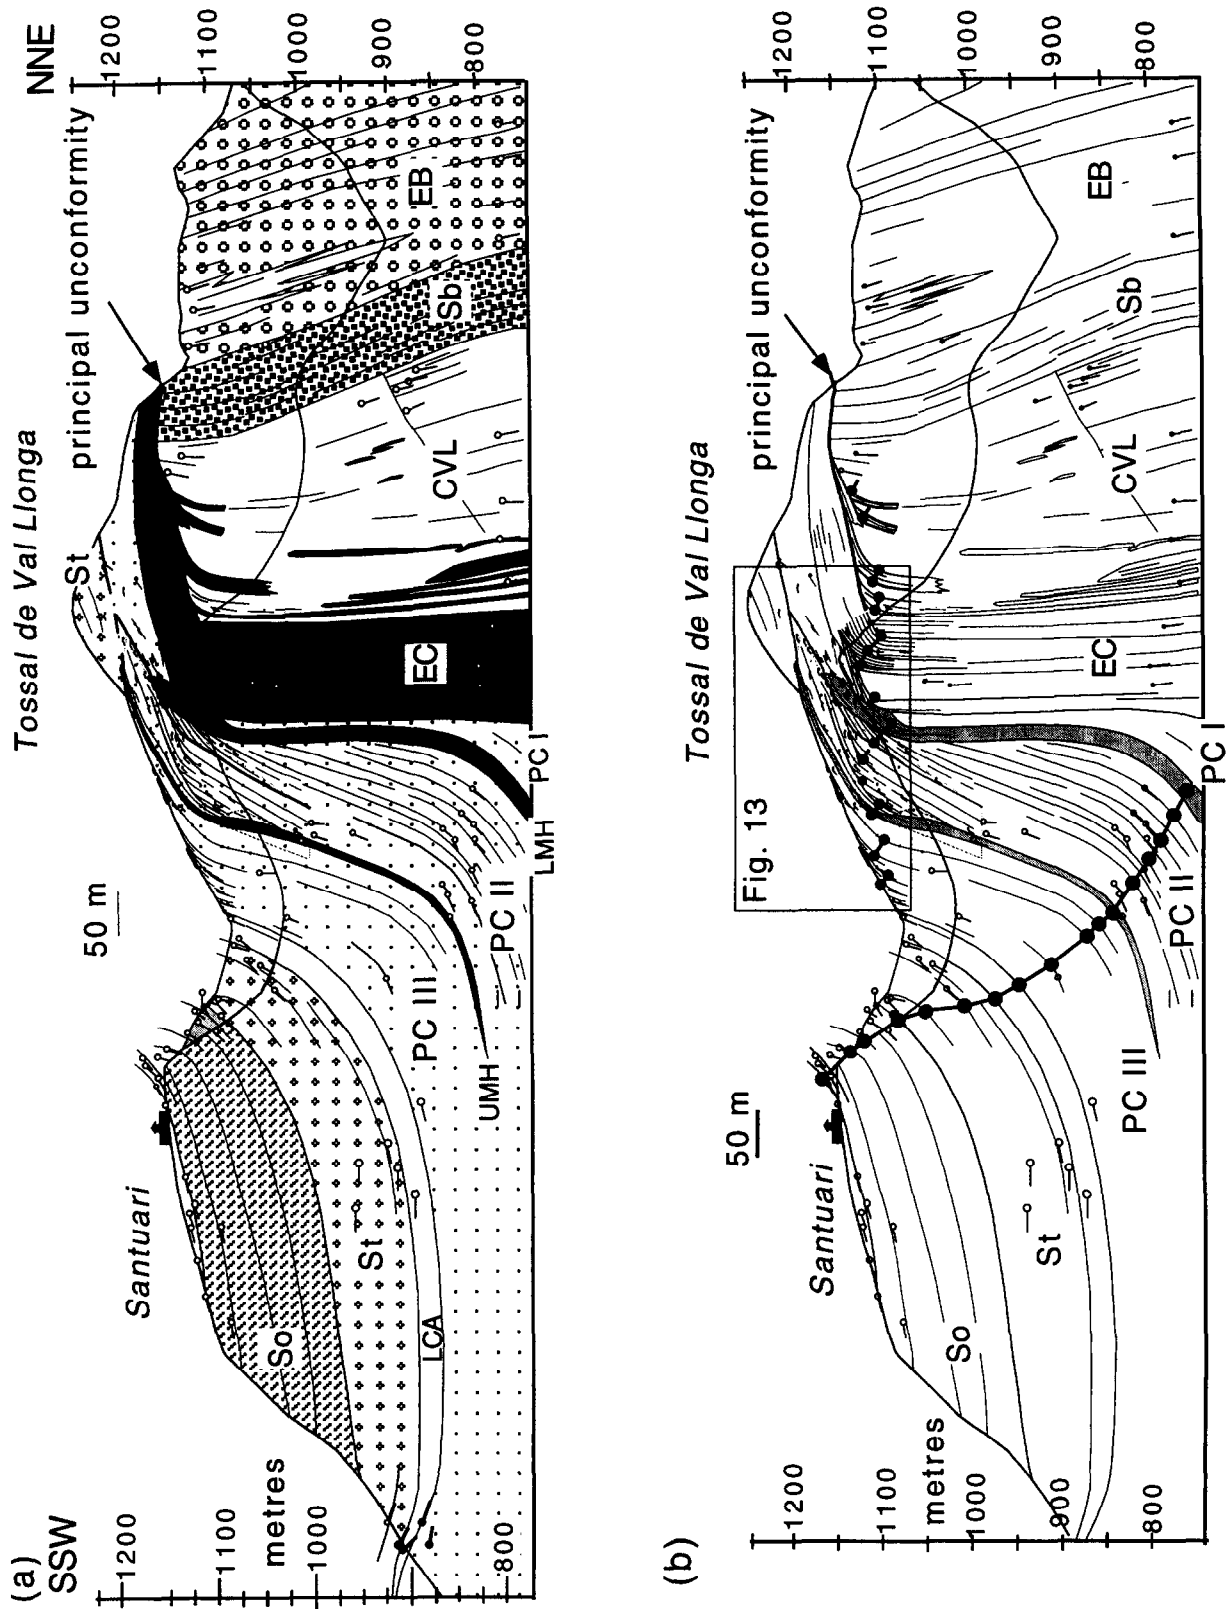 (a)
SSW
NNE
Tossal de Val Llonga
principal unconformity
Santuari
50 m
1200
1100
metres
1000
800
1200
1100
1000
900
800
St
So
St
LCA
PC III
UMH
PC II
LMH
PC I
EC
CVL
Sb
EB
(b)
Tossal de Val Llonga
principal unconformity
Santuari
50 m
Fig. 13
1200
1100
metres
1000
900
800
1200
1100
1000
900
800
So
St
PC III
PC II
PC I
EC
CVL
Sb
EB